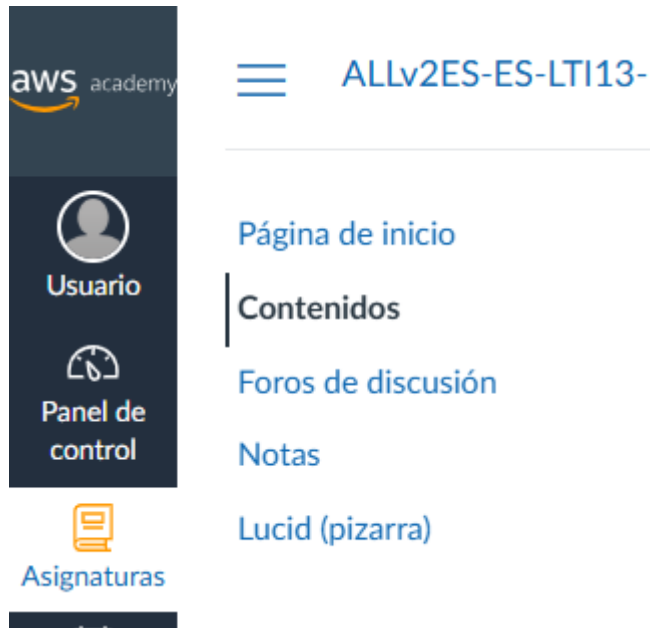 aws academy
ALLv2ES-ES-LTI13-
Usuario
Panel de
control
Asignaturas
Página de inicio
Contenidos
Foros de discusión
Notas
Lucid (pizarra)